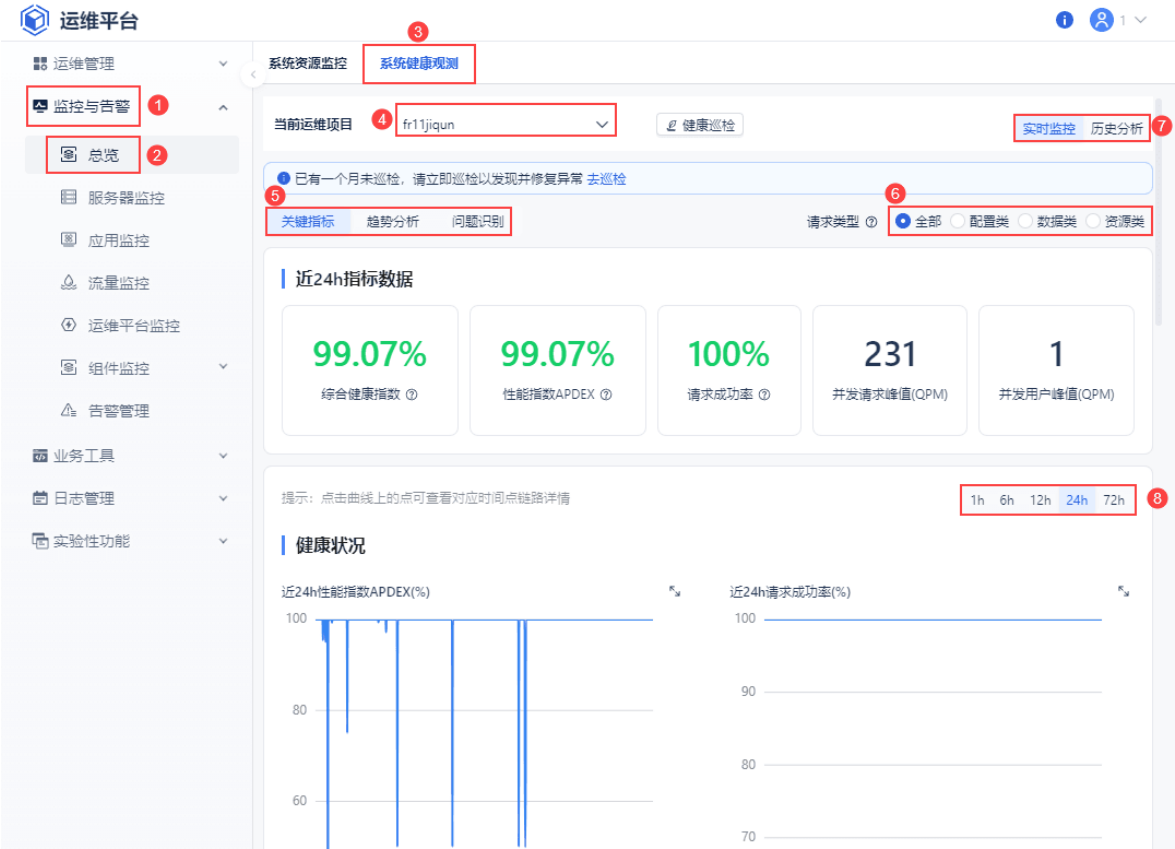 运维平台
1
运维管理
监控与告警
1
总览
2
服务器监控
应用监控
流量监控
运维平台监控
组件监控
告警管理
业务工具
日志管理
实验性功能
3
系统资源监控 系统健康观测
当前运维项目 4 fr11jiqun 健康巡检 实时监控 历史分析 7
已有一个月未巡检，请立即巡检以发现并修复异常 去巡检
5 6
关键指标 趋势分析 问题识别 请求类型 全部 配置类 数据类 资源类
近24h指标数据
99.07% 99.07% 100% 231 1
综合健康指数 性能指数APDEX 请求成功率 并发请求峰值(QPM) 并发用户峰值(QPM)
提示：点击曲线上的点可查看对应时间点链路详情 1h 6h 12h 24h 72h 8
健康状况
近24h性能指数APDEX(%) 近24h请求成功率(%)
100
80
60
100
90
80
70